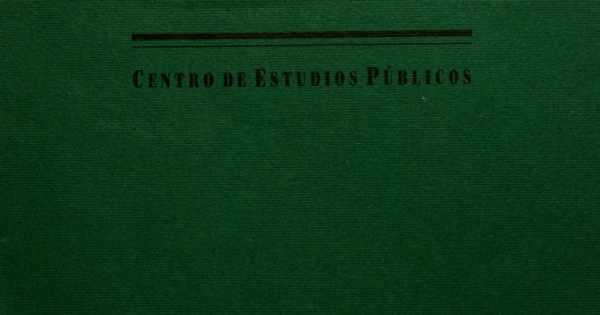 CENTRO DE ESTUDIOS PÚBLICOS